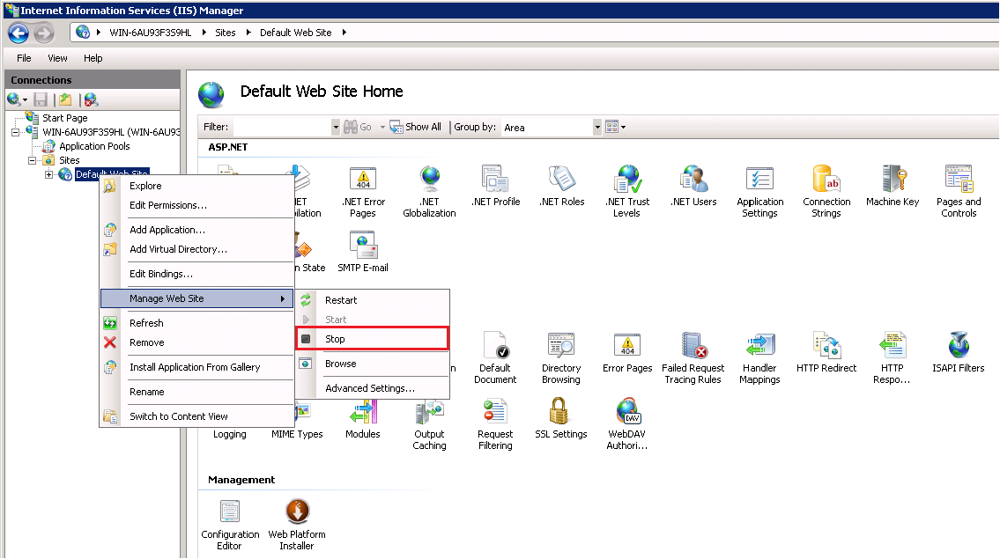 Internet Information Services (IIS) Manager
WIN-6AU93F3S9HL
Sites
Default Web Site
File
View
Help
Connections
Start Page
WIN-6AU93F3S9HL (WIN-6AU93
Application Pools
Sites
Default Web Site
Explore
Edit Permissions...
Add Application...
Add Virtual Directory...
Edit Bindings...
Manage Web Site
Refresh
Remove
Install Application From Gallery
Rename
Switch to Content View
Restart
Start
Stop
Browse
Advanced Settings...
Default Web Site Home
Filter:
Go
Show All
Group by:
Area
ASP.NET
.NET Error
Pages
.NET
Globalization
.NET Profile
.NET Roles
.NET Trust
Levels
.NET Users
Application
Settings
Connection
Strings
Machine Key
Pages and
Controls
State
SMTP E-mail
Default
Document
Directory
Browsing
Error Pages
Failed Request
Tracing Rules
Handler
Mappings
HTTP Redirect
HTTP
Respo...
ISAPI Filters
Logging
MIME Types
Modules
Output
Caching
Request
Filtering
SSL Settings
WebDAV
Authori...
Management
Configuration
Editor
Web Platform
Installer